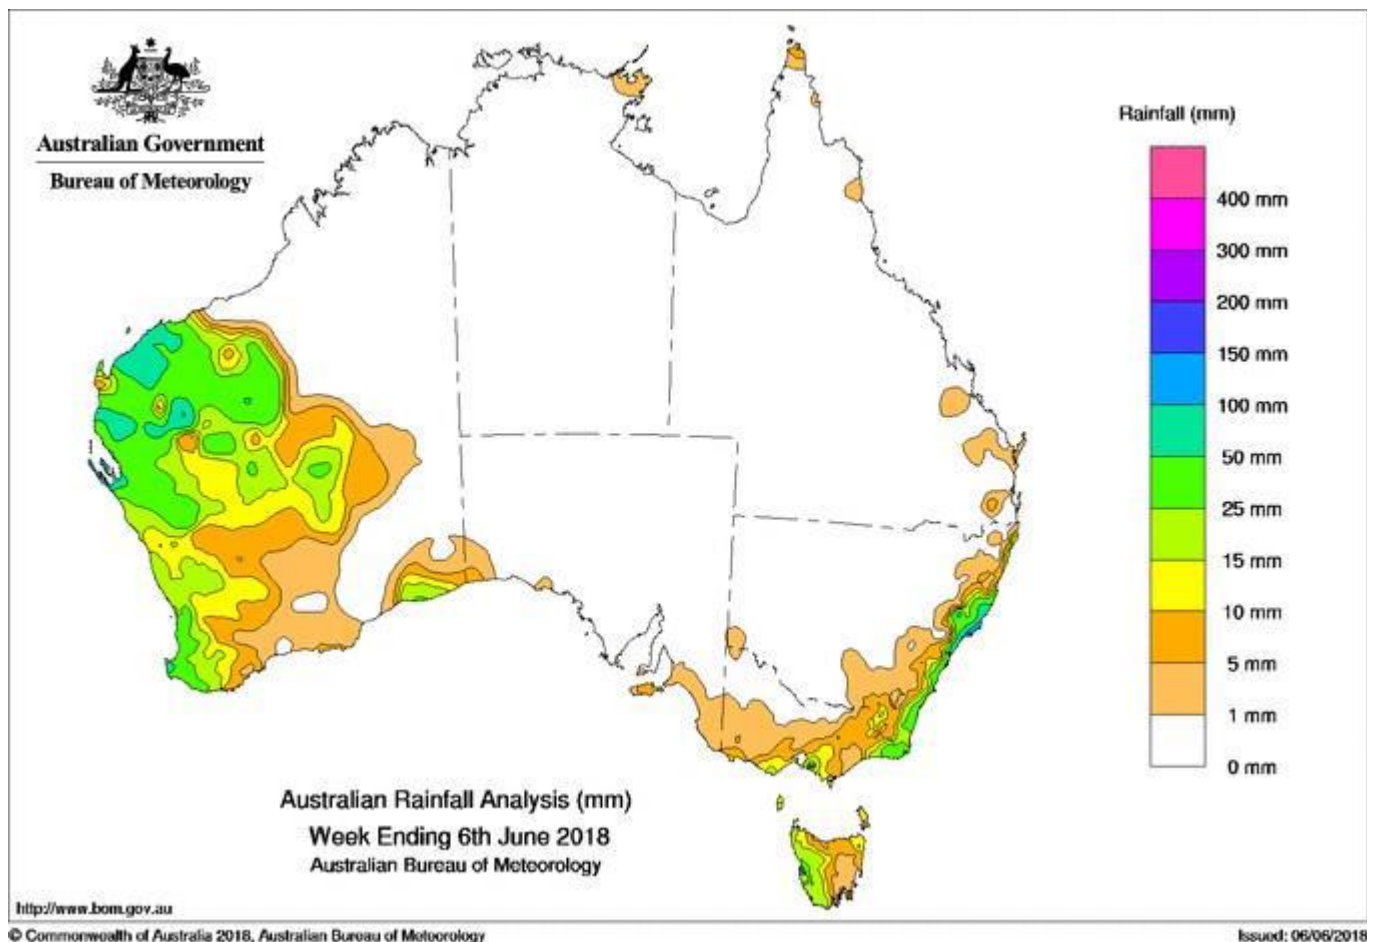 Australian Government
Bureau of Meteorology
Rainfall (mm)
400 mm
300 mm
200 mm
150 mm
100 mm
50 mm
25 mm
15 mm
10 mm
5 mm
1 mm
0 mm
Australian Rainfall Analysis (mm)
Week Ending 6th June 2018
Australian Bureau of Meteorology
http://www.bom.gov.au
© Commonwealth of Australia 2018, Australian Bureau of Meteorology
Issued: 06/06/2018